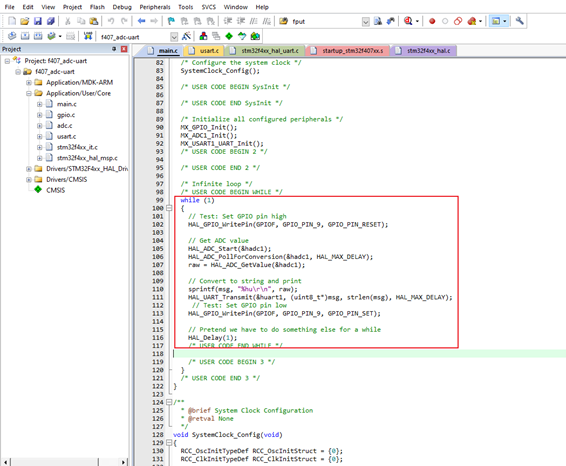 File Edit View Project Flash Debug Peripherals Tools SVCS Window Help
fput
f407_adc-uart
Project
main.c usart.c stm32f4xx_hal_uart.c startup_stm32f407xx.s stm32f4xx_hal.c
Project: f407_adc-uart
f407_adc-uart
Application/MDK-ARM
Application/User/Core
main.c
gpio.c
adc.c
usart.c
stm32f4xx_it.c
stm32f4xx_hal_msp.c
Drivers/STM32F4xx_HAL_Driv
Drivers/CMSIS
CMSIS
82 /* Configure the system clock */
83 SystemClock_Config();
84
85 /* USER CODE BEGIN SysInit */
86
87 /* USER CODE END SysInit */
88
89 /* Initialize all configured peripherals */
90 MX_GPIO_Init();
91 MX_ADC1_Init();
92 MX_USART1_UART_Init();
93 /* USER CODE BEGIN 2 */
94
95 /* USER CODE END 2 */
96
97 /* Infinite loop */
98 /* USER CODE BEGIN WHILE */
99 while (1)
100 {
101 // Test: Set GPIO pin high
102 HAL_GPIO_WritePin(GPIOF, GPIO_PIN_9, GPIO_PIN_RESET);
103
104 // Get ADC value
105 HAL_ADC_Start(&hadc1);
106 HAL_ADC_PollForConversion(&hadc1, HAL_MAX_DELAY);
107 raw = HAL_ADC_GetValue(&hadc1);
108
109 // Convert to string and print
110 sprintf(msg, "%hu\r\n", raw);
111 HAL_UART_Transmit(&huart1, (uint8_t*)msg, strlen(msg), HAL_MAX_DELAY);
112 // Test: Set GPIO pin low
113 HAL_GPIO_WritePin(GPIOF, GPIO_PIN_9, GPIO_PIN_SET);
114
115 // Pretend we have to do something else for a while
116 HAL_Delay(1);
117 /* USER CODE END WHILE */
118
119 /* USER CODE BEGIN 3 */
120 }
121 /* USER CODE END 3 */
122 }
123
124 /**
125 * @brief System Clock Configuration
126 * @retval None
127 */
128 void SystemClock_Config(void)
129 {
130 RCC_OscInitTypeDef RCC_OscInitStruct = {0};
131 RCC_ClkInitTypeDef RCC_ClkInitStruct = {0};